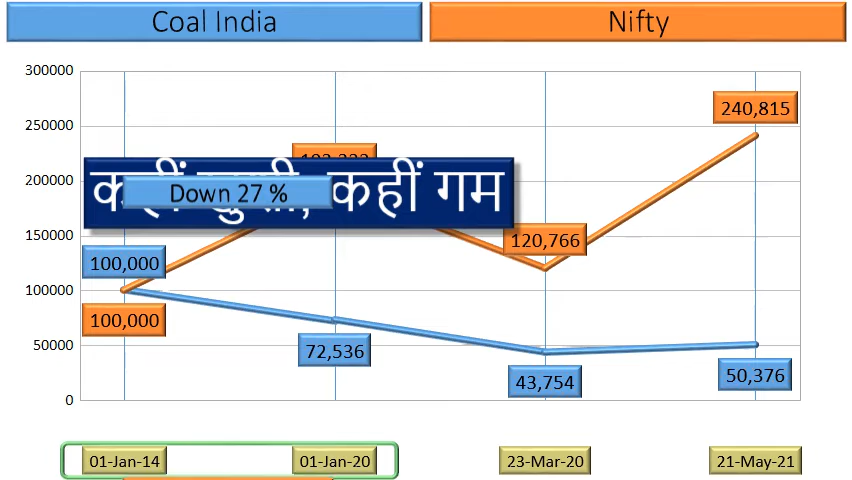 Coal India
Nifty
300000
250000
240,815
200000
कहीं खुशी, कहीं गम
Down 27 %
150000
120,766
100,000
100000
100,000
72,536
50000
43,754
50,376
0
01-Jan-14
01-Jan-20
23-Mar-20
21-May-21